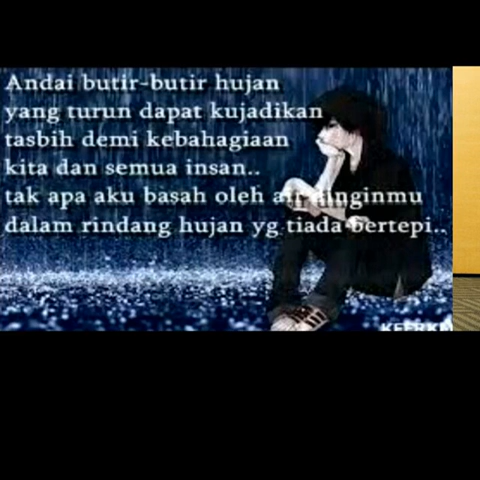 Andai butir-butir hujan
yang turun dapat kujadikan
tasbih demi kebahagiaan
kita dan semua insan..
tak apa aku basah oleh air dinginmu
dalam rindang hujan yg tiada bertepi..